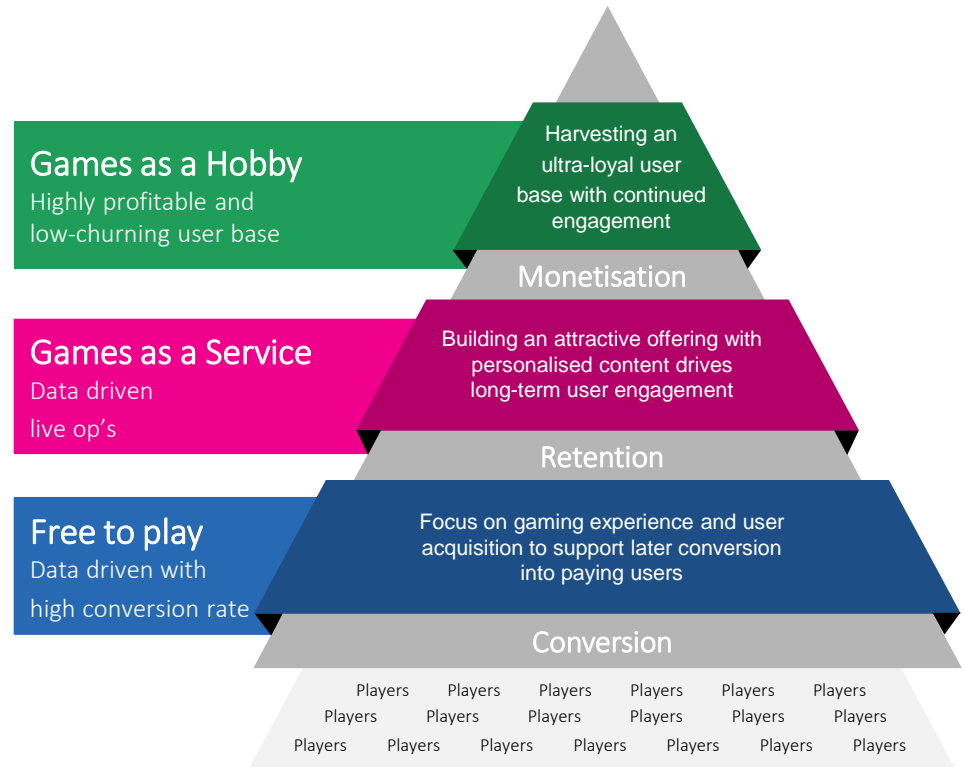 Games as a Hobby
Highly profitable and
low-churning user base
Harvesting an
ultra-loyal user
base with continued
engagement
Monetisation
Games as a Service
Data driven
live op's
Building an attractive offering with
personalised content drives
long-term user engagement
Retention
Free to play
Data driven with
high conversion rate
Focus on gaming experience and user
acquisition to support later conversion
into paying users
Conversion
Players Players Players Players Players Players
Players Players Players Players Players Players
Players Players Players Players Players Players Players